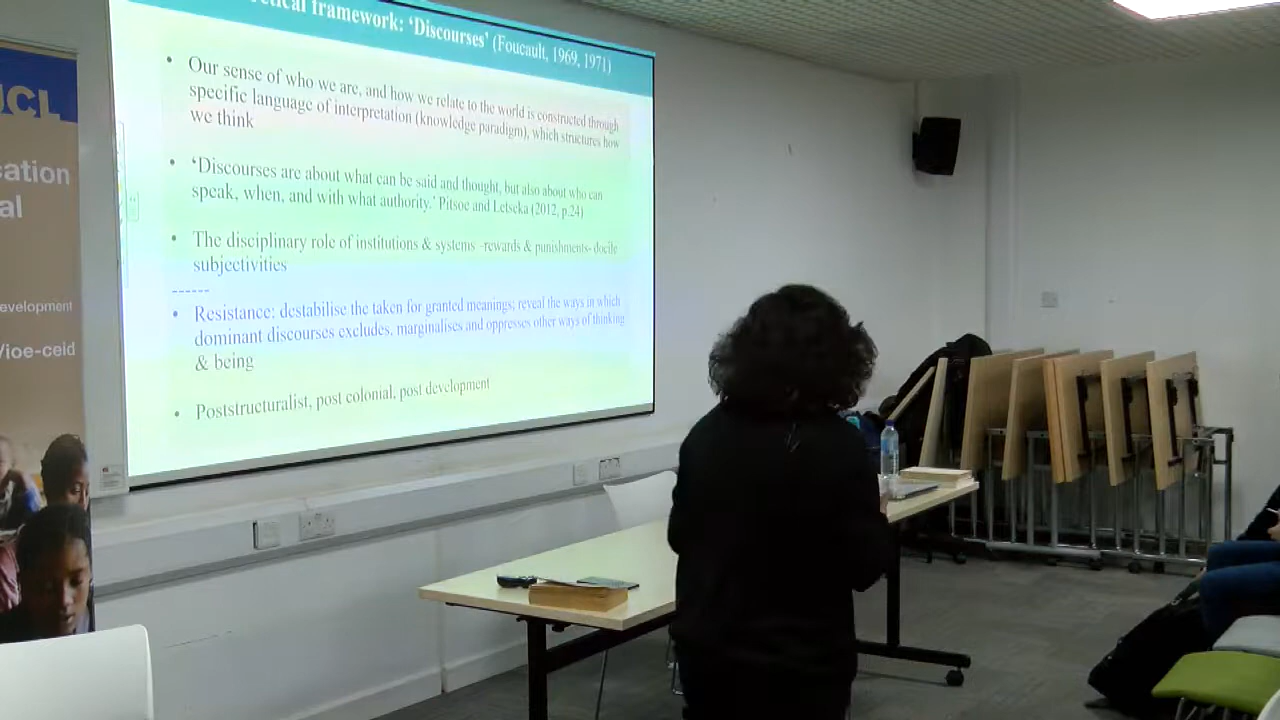 etical framework: 'Discourses' (Foucault, 1969, 1971)
• Our sense of who we are, and how we relate to the world is constructed through
specific language of interpretation (knowledge paradigm), which structures how
we think
• 'Discourses are about what can be said and thought, but also about who can
speak, when, and with what authority.' Pitsoe and Letseka (2012, p.24)
• The disciplinary role of institutions & systems -rewards & punishments- docile
subjectivities
------
• Resistance: destabilise the taken for granted meanings; reveal the ways in which
dominant discourses excludes, marginalises and oppresses other ways of thinking
& being
• Poststructuralist, post colonial, post development
UCL
cation
al
evelopment
/ioe-ceid